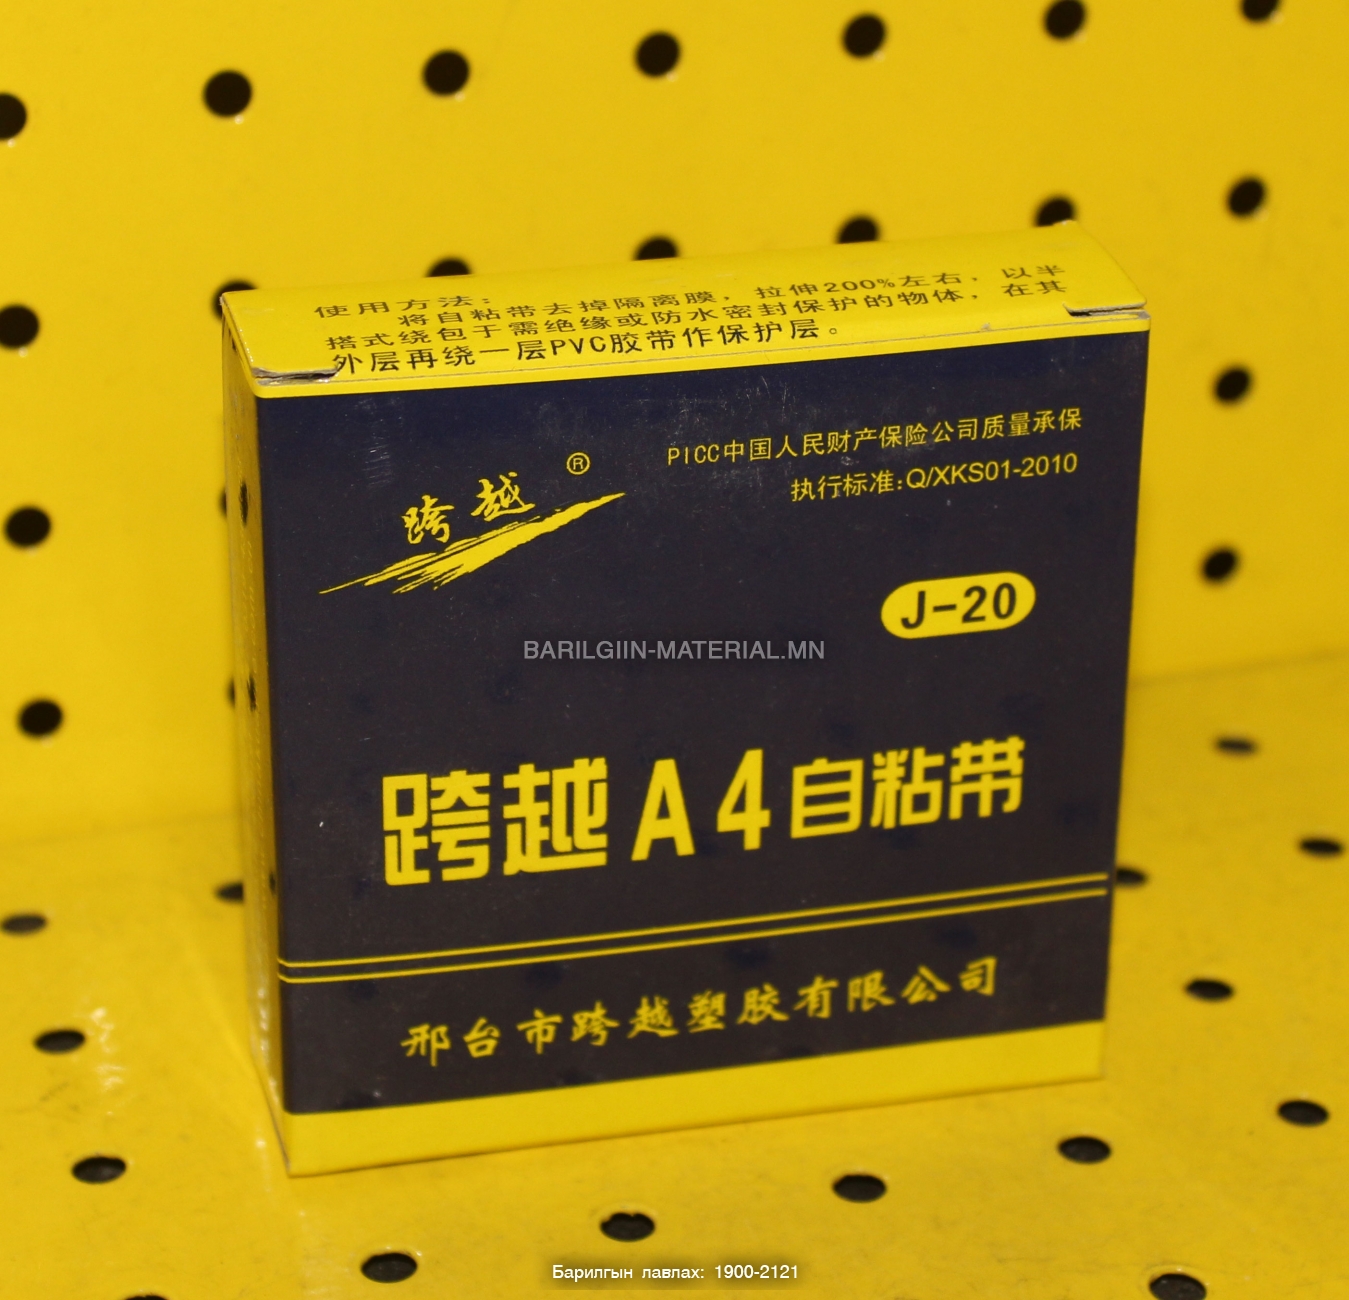 使用方法：
将自粘带去掉隔离膜，拉伸200%左右，以半
搭式绕包于需绝缘或防水密封保护的物体，在其
外层再绕一层PVC胶带作保护层。
PICC中国人民财产保险公司质量承保
执行标准:Q/XKS01-2010
跨越®
J-20
BARILGIIN-MATERIAL.MN
跨越A4自粘带
邢台市跨越塑胶有限公司
Барилгын лавлах: 1900-2121